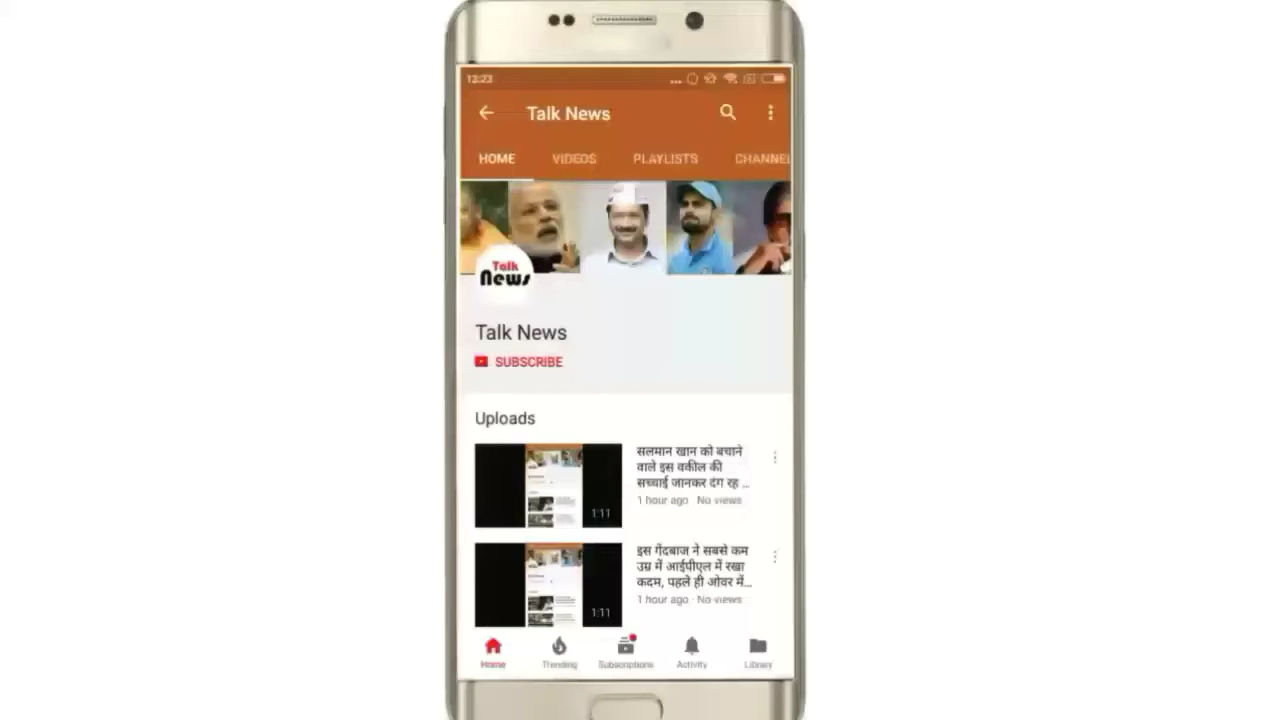 13:23
Talk News
HOME VIDEOS PLAYLISTS CHANNEL
Talk
News
Talk News
SUBSCRIBE
Uploads
सलमान खान को बचाने
वाले इस वकील की
सच्चाई जानकर दंग रह ...
1 hour ago · No views
1:11
इस गेंदबाज ने सबसे कम
उम्र में आईपीएल में रखा
कदम, पहले ही ओवर में...
1 hour ago · No views
1:11
Home Trending Subscriptions Activity Library